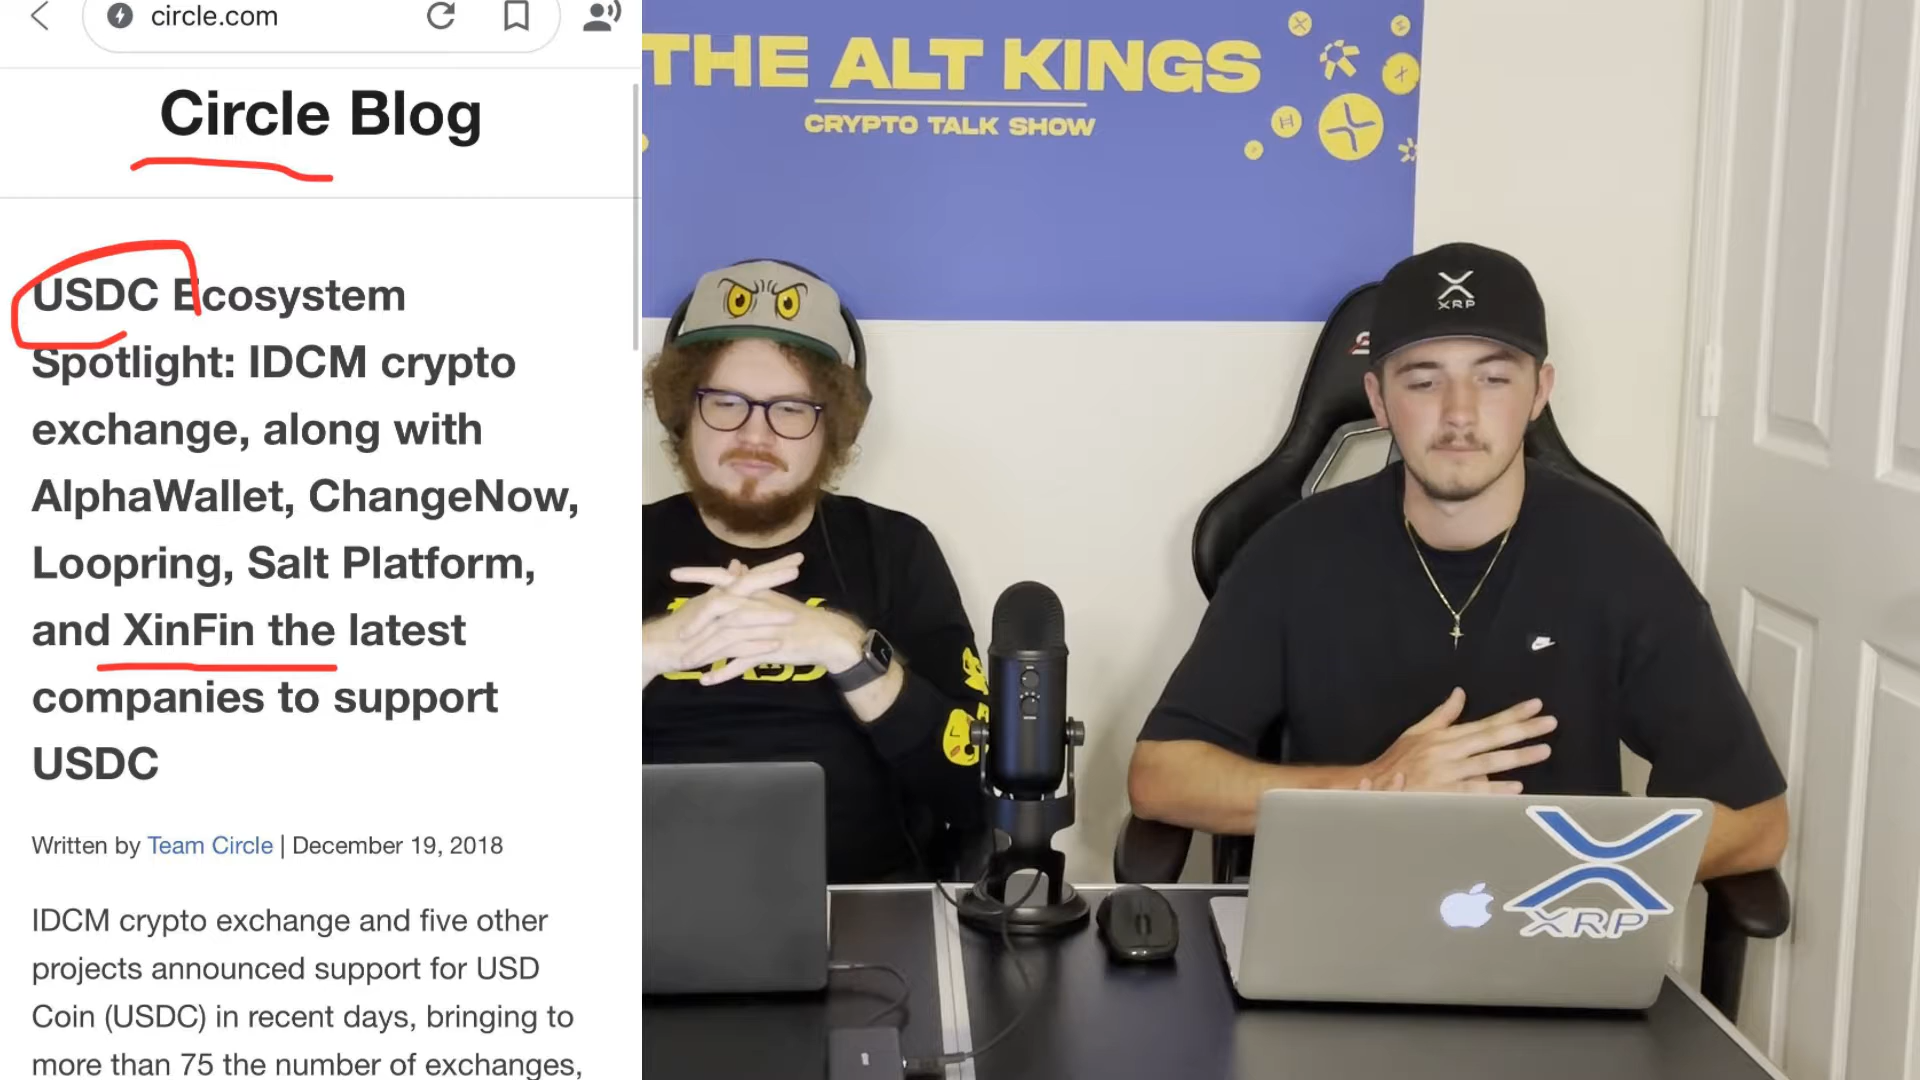 circle.com
Circle Blog
USDC Ecosystem
Spotlight: IDCM crypto
exchange, along with
AlphaWallet, ChangeNow,
Loopring, Salt Platform,
and XinFin the latest
companies to support
USDC
Written by Team Circle | December 19, 2018
IDCM crypto exchange and five other
projects announced support for USD
Coin (USDC) in recent days, bringing to
more than 75 the number of exchanges,
THE ALT KINGS
CRYPTO TALK SHOW
XRP
XRP